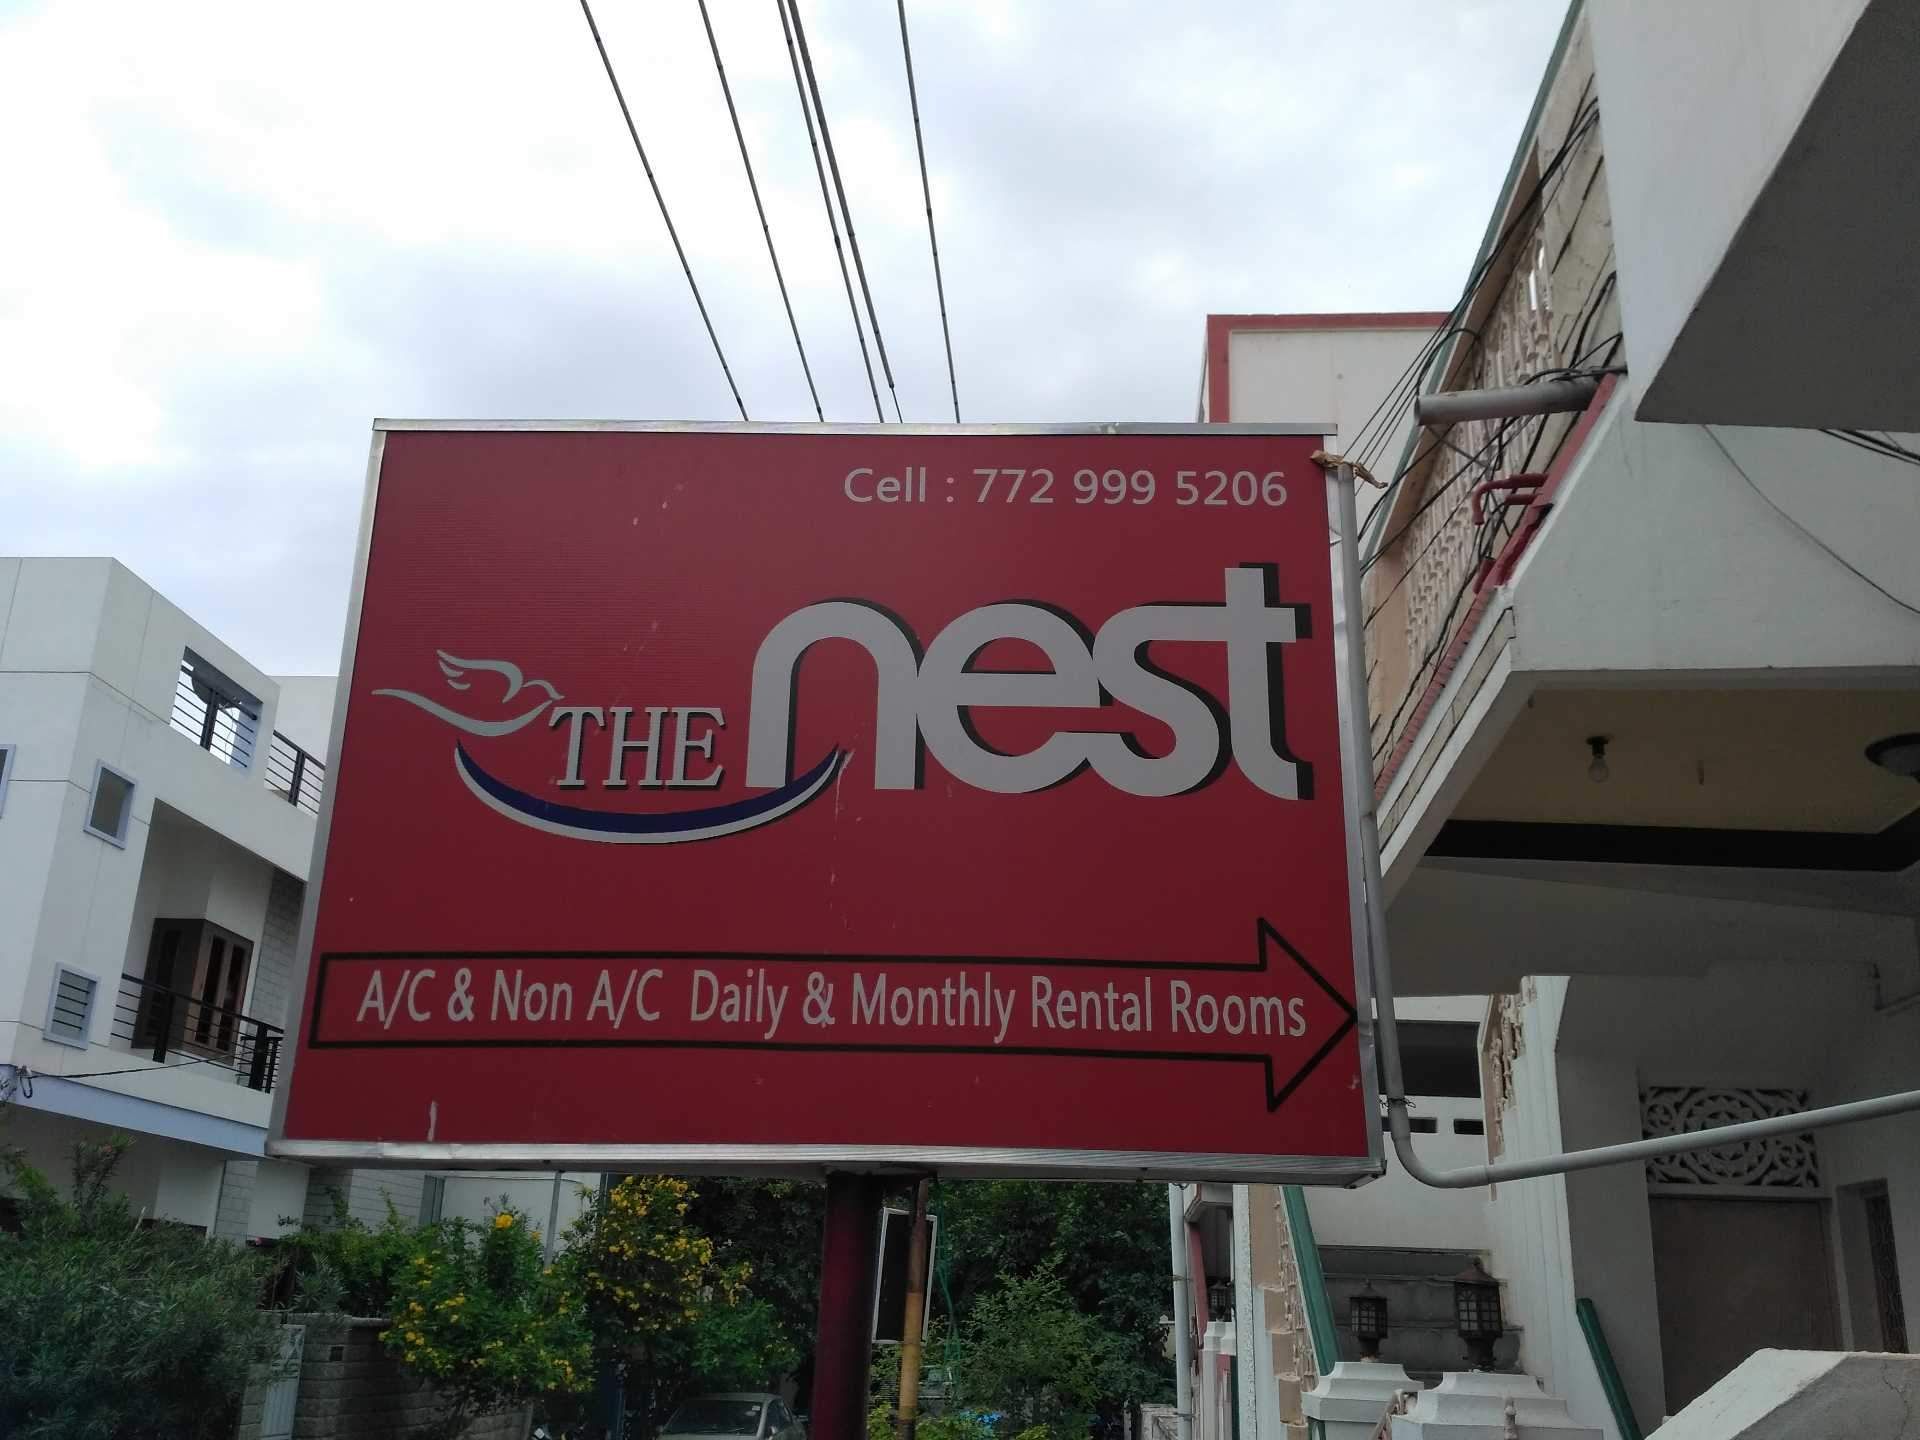 Cell : 772 999 5206
THE nest
A/C & Non A/C Daily & Monthly Rental Rooms